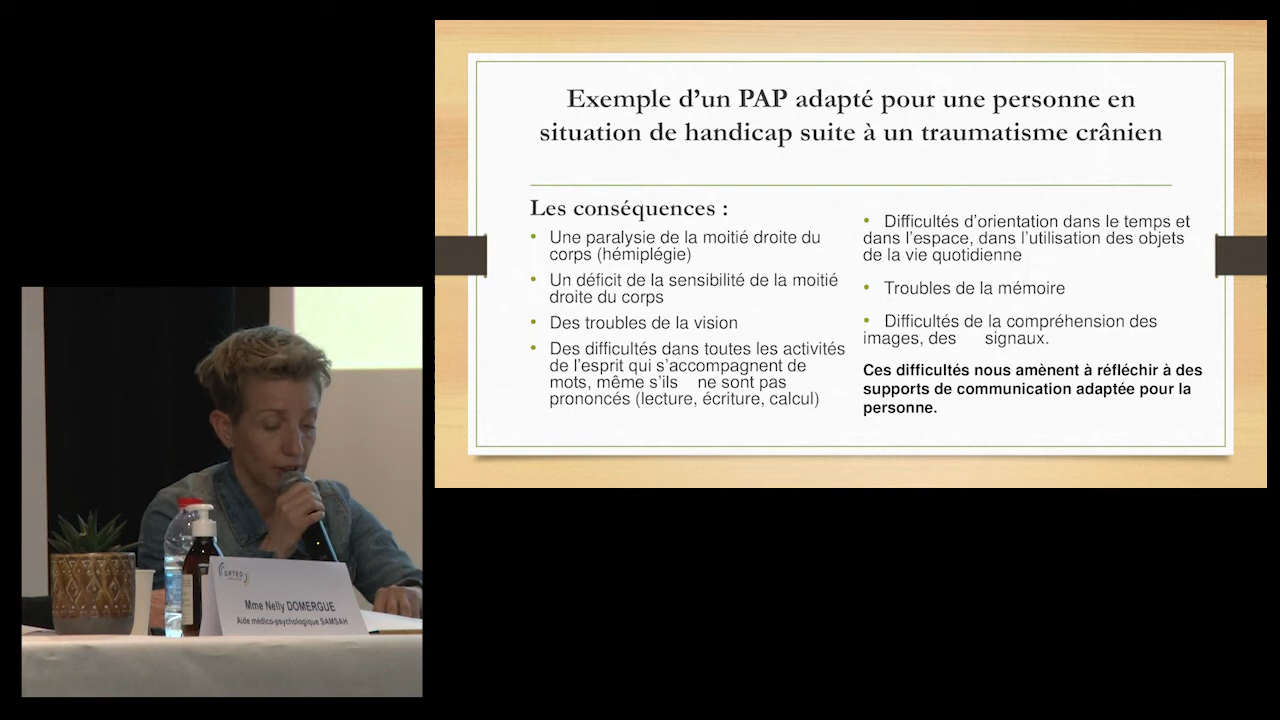 Exemple d'un PAP adapté pour une personne en
situation de handicap suite à un traumatisme crânien
Les conséquences :
• Une paralysie de la moitié droite du
corps (hémiplégie)
• Un déficit de la sensibilité de la moitié
droite du corps
• Des troubles de la vision
• Des difficultés dans toutes les activités
de l'esprit qui s'accompagnent de
mots, même s'ils ne sont pas
prononcés (lecture, écriture, calcul)
• Difficultés d'orientation dans le temps et
dans l'espace, dans l'utilisation des objets
de la vie quotidienne
• Troubles de la mémoire
• Difficultés de la compréhension des
images, des signaux.
Ces difficultés nous amènent à réfléchir à des
supports de communication adaptée pour la
personne.
OPTEO
Mme Nelly DOMERGUE
Aide médico-psychologique SAMSAH